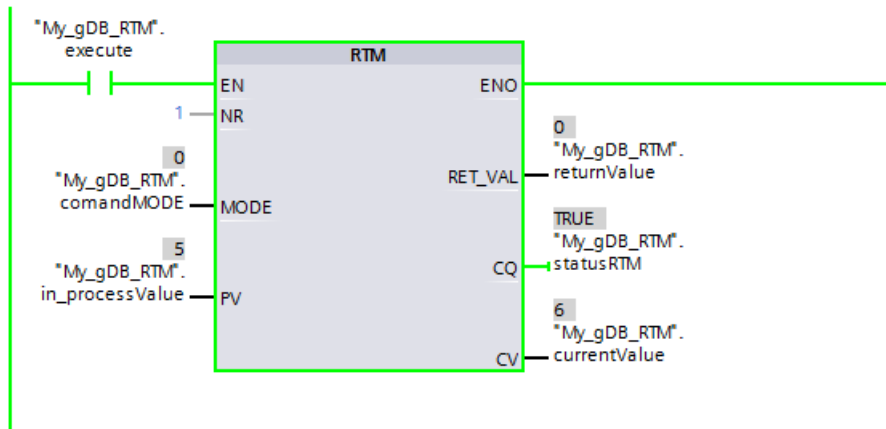 "My_gDB_RTM".
execute
RTM
EN
ENO
1
NR
0
"My_gDB_RTM".
comandMODE
MODE
5
"My_gDB_RTM".
in_processValue
PV
RET_VAL
0
"My_gDB_RTM".
returnValue
CQ
TRUE
"My_gDB_RTM".
statusRTM
CV
6
"My_gDB_RTM".
currentValue